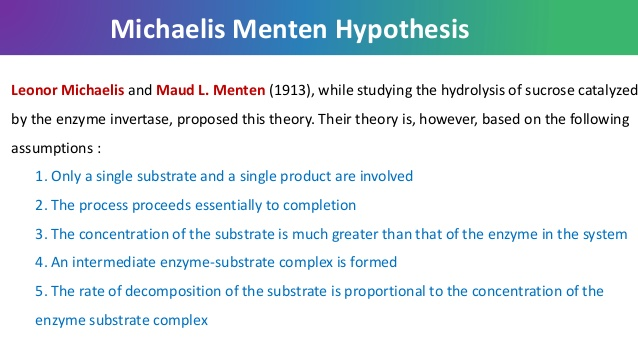 Michaelis Menten Hypothesis
Leonor Michaelis and Maud L. Menten (1913), while studying the hydrolysis of sucrose catalyzed
by the enzyme invertase, proposed this theory. Their theory is, however, based on the following
assumptions :
1. Only a single substrate and a single product are involved
2. The process proceeds essentially to completion
3. The concentration of the substrate is much greater than that of the enzyme in the system
4. An intermediate enzyme-substrate complex is formed
5. The rate of decomposition of the substrate is proportional to the concentration of the
enzyme substrate complex